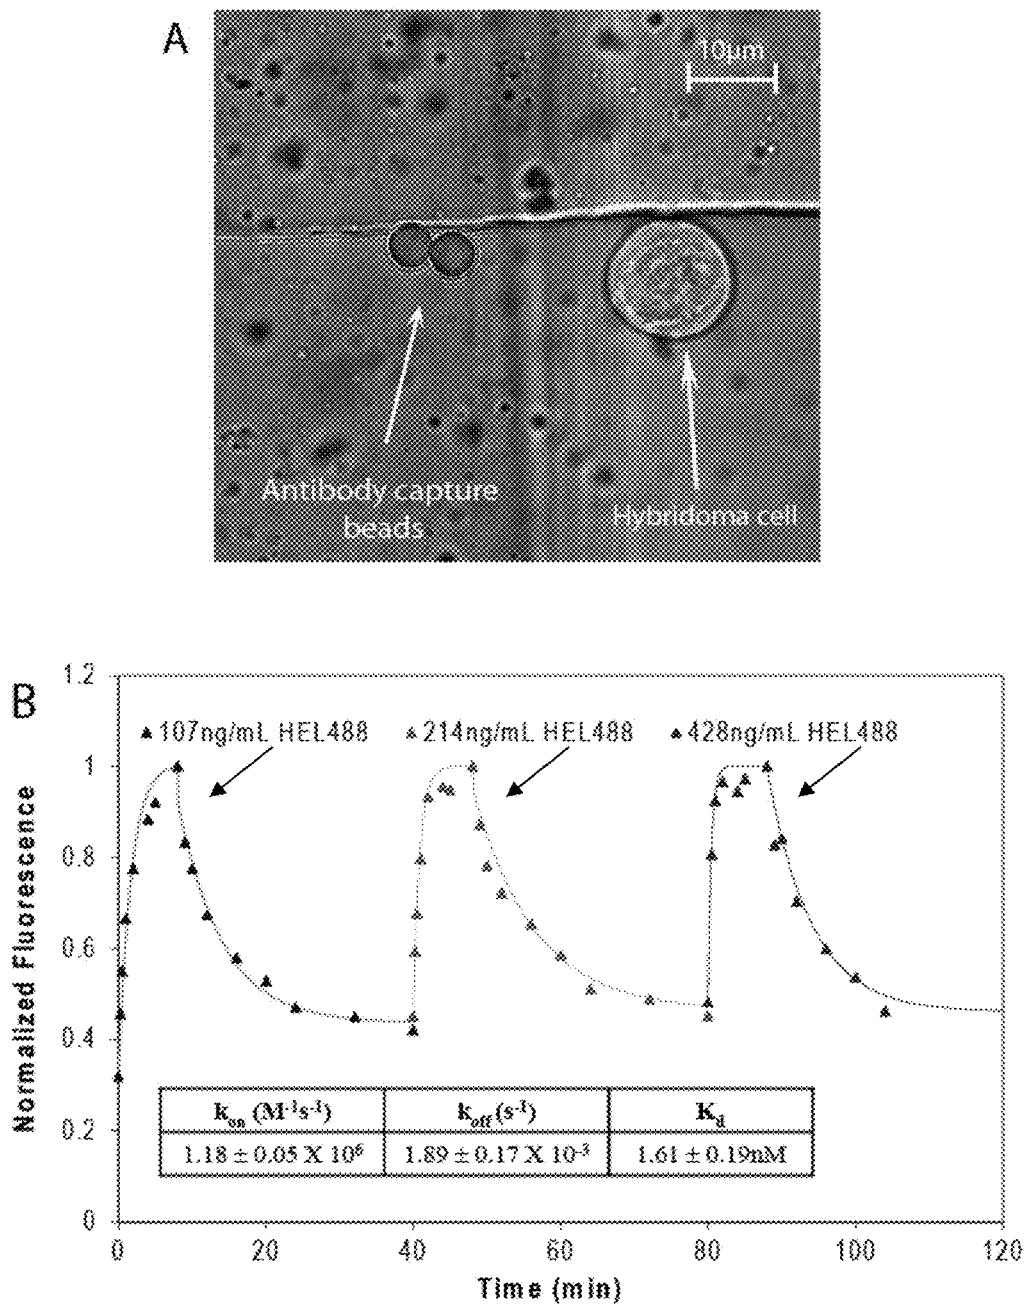 A
10µm
Antibody capture
beads
Hybridoma cell
B
1.2
1
0.8
0.6
0.4
0.2
0
107ng/mL HEL488
214ng/mL HEL488
428ng/mL HEL488
Normalized Fluorescence
kon (M-1s-1)
koff (s-1)
Kd
1.18 ± 0.05 X 10⁶
1.89 ± 0.17 X 10-3
1.61 ± 0.19nM
0
20
40
60
80
100
120
Time (min)